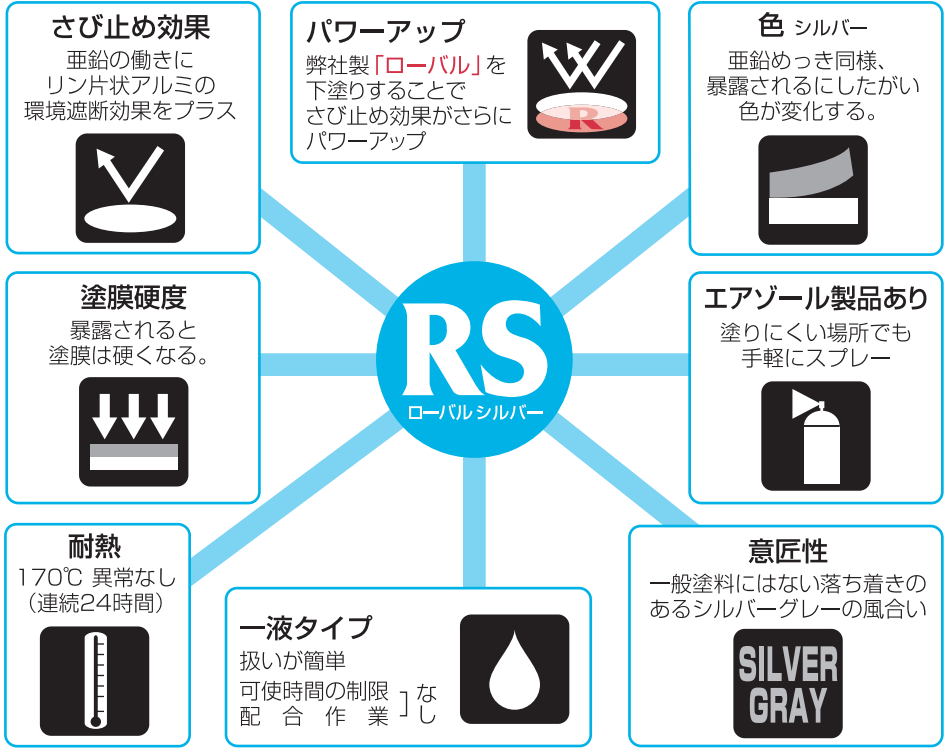 さび止め効果
亜鉛の働きに
リン片状アルミの
環境遮断効果をプラス
パワーアップ
弊社製「ローバル」を
下塗りすることで
さび止め効果がさらに
パワーアップ
R
色 シルバー
亜鉛めっき同様、
暴露されるにしたがい
色が変化する。
塗膜硬度
暴露されると
塗膜は硬くなる。
RS
ローバルシルバー
エアゾール製品あり
塗りにくい場所でも
手軽にスプレー
耐熱
170℃ 異常なし
（連続24時間）
一液タイプ
扱いが簡単
可使時間の制限
配合作業
なし
意匠性
一般塗料にはない落ち着きの
あるシルバーグレーの風合い
SILVER
GRAY